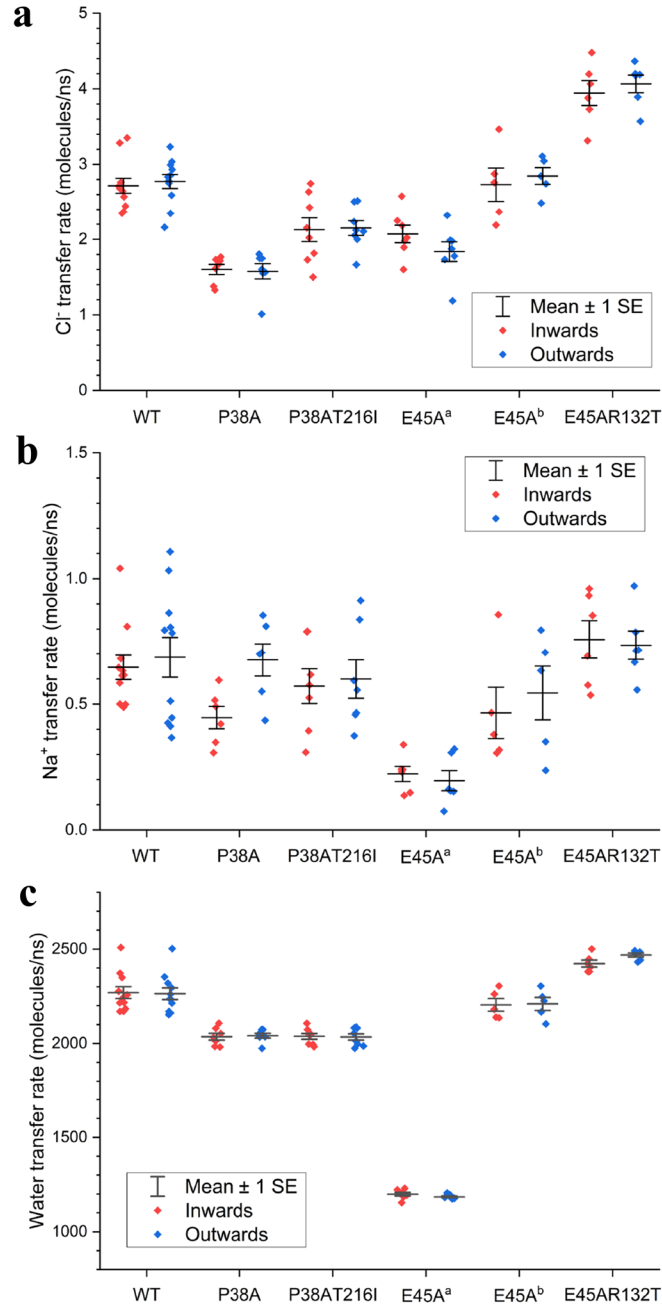 a
Cl⁻ transfer rate (molecules/ns)
5
4
3
2
1
0
Mean ± 1 SE
Inwards
Outwards
WT P38A P38AT216I E45Aᵃ E45Aᵇ E45AR132T
b
Na⁺ transfer rate (molecules/ns)
1.5
1.0
0.5
0.0
Mean ± 1 SE
Inwards
Outwards
WT P38A P38AT216I E45Aᵃ E45Aᵇ E45AR132T
c
Water transfer rate (molecules/ns)
2500
2000
1500
1000
Mean ± 1 SE
Inwards
Outwards
WT P38A P38AT216I E45Aᵃ E45Aᵇ E45AR132T